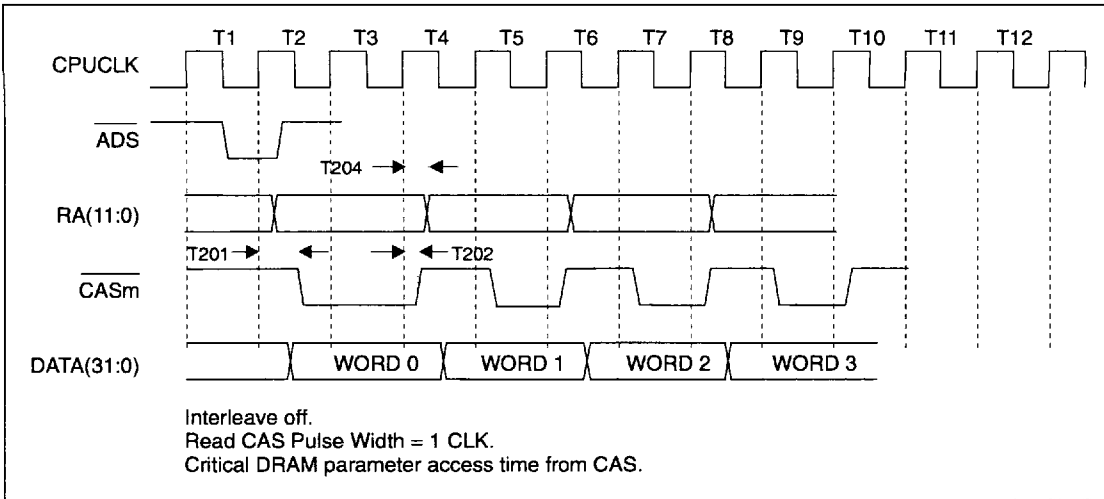 T1 T2 T3 T4 T5 T6 T7 T8 T9 T10 T11 T12
CPUCLK
ADS
T204
RA(11:0)
T201
T202
CASm
DATA(31:0)
WORD 0 WORD 1 WORD 2 WORD 3
Interleave off.
Read CAS Pulse Width = 1 CLK.
Critical DRAM parameter access time from CAS.